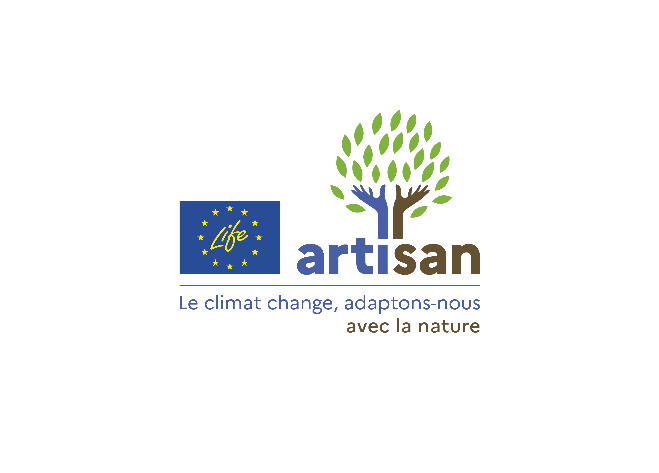 Life
artisan
Le climat change, adaptons-nous
avec la nature